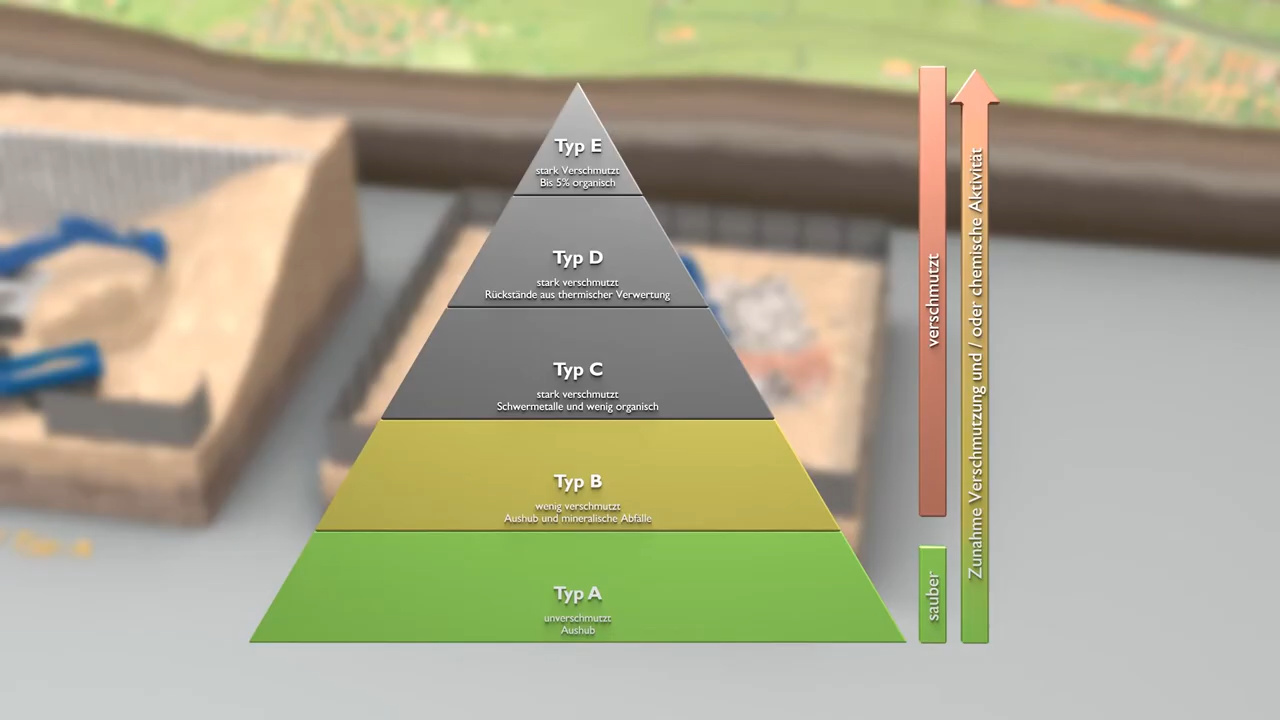 Typ E
stark Verschmutzt
Bis 5% organisch
Typ D
stark verschmutzt
Rückstände aus thermischer Verwertung
Typ C
stark verschmutzt
Schwermetalle und wenig organisch
Typ B
wenig verschmutzt
Aushub und mineralische Abfälle
Typ A
unverschmutzt
Aushub
verschmutzt
sauber
Zunahme Verschmutzung und / oder chemische Aktivität